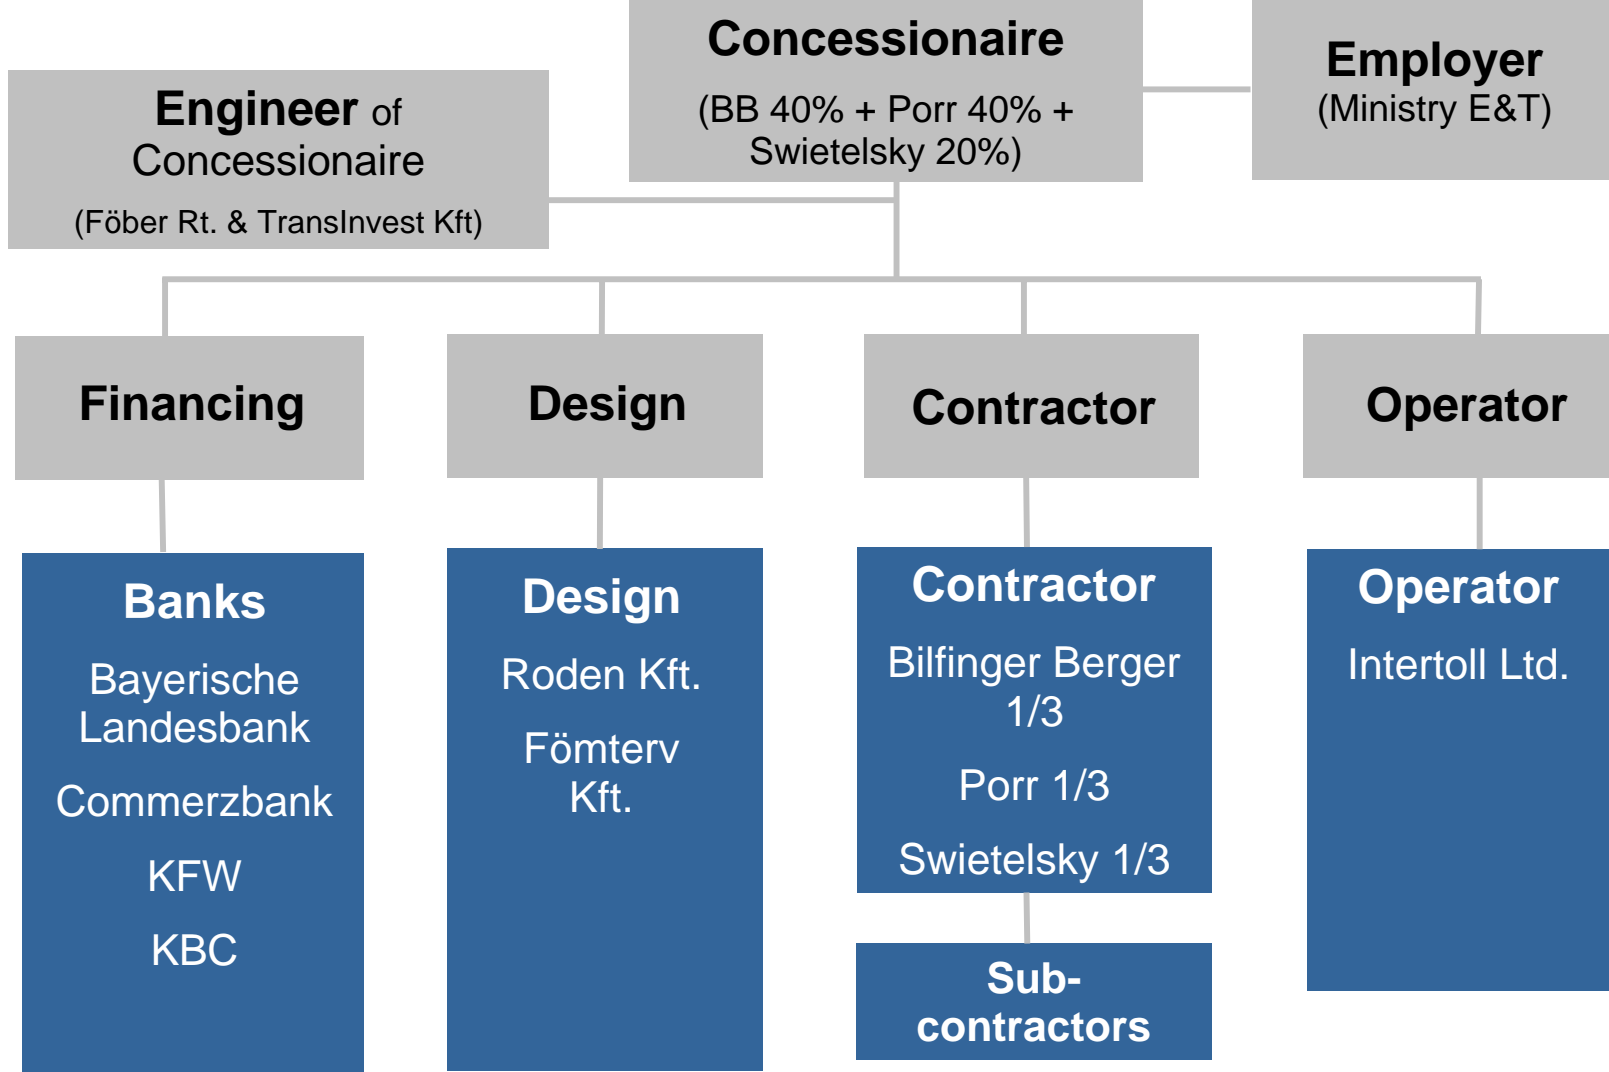 Concessionaire
(BB 40% + Porr 40% +
Swietelsky 20%)
Employer
(Ministry E&T)
Engineer of
Concessionaire
(Föber Rt. & TransInvest Kft)
Financing
Design
Contractor
Operator
Banks
Bayerische
Landesbank
Commerzbank
KFW
KBC
Design
Roden Kft.
Fömterv
Kft.
Contractor
Bilfinger Berger
1/3
Porr 1/3
Swietelsky 1/3
Sub-
contractors
Operator
Intertoll Ltd.